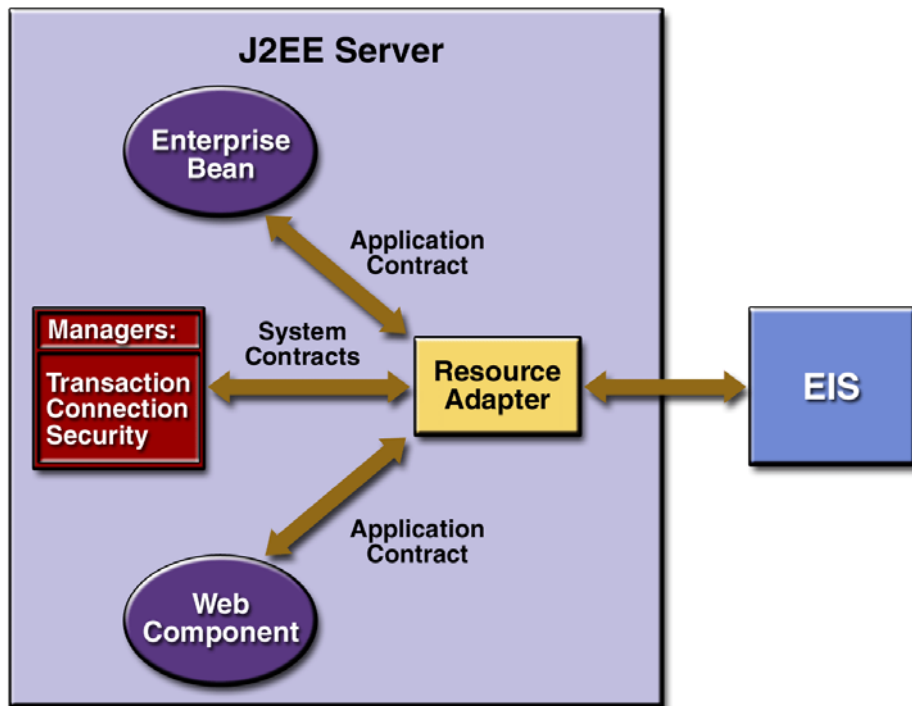 J2EE Server
Enterprise
Bean
Application
Contract
Managers:
Transaction
Connection
Security
System
Contracts
Resource
Adapter
EIS
Application
Contract
Web
Component